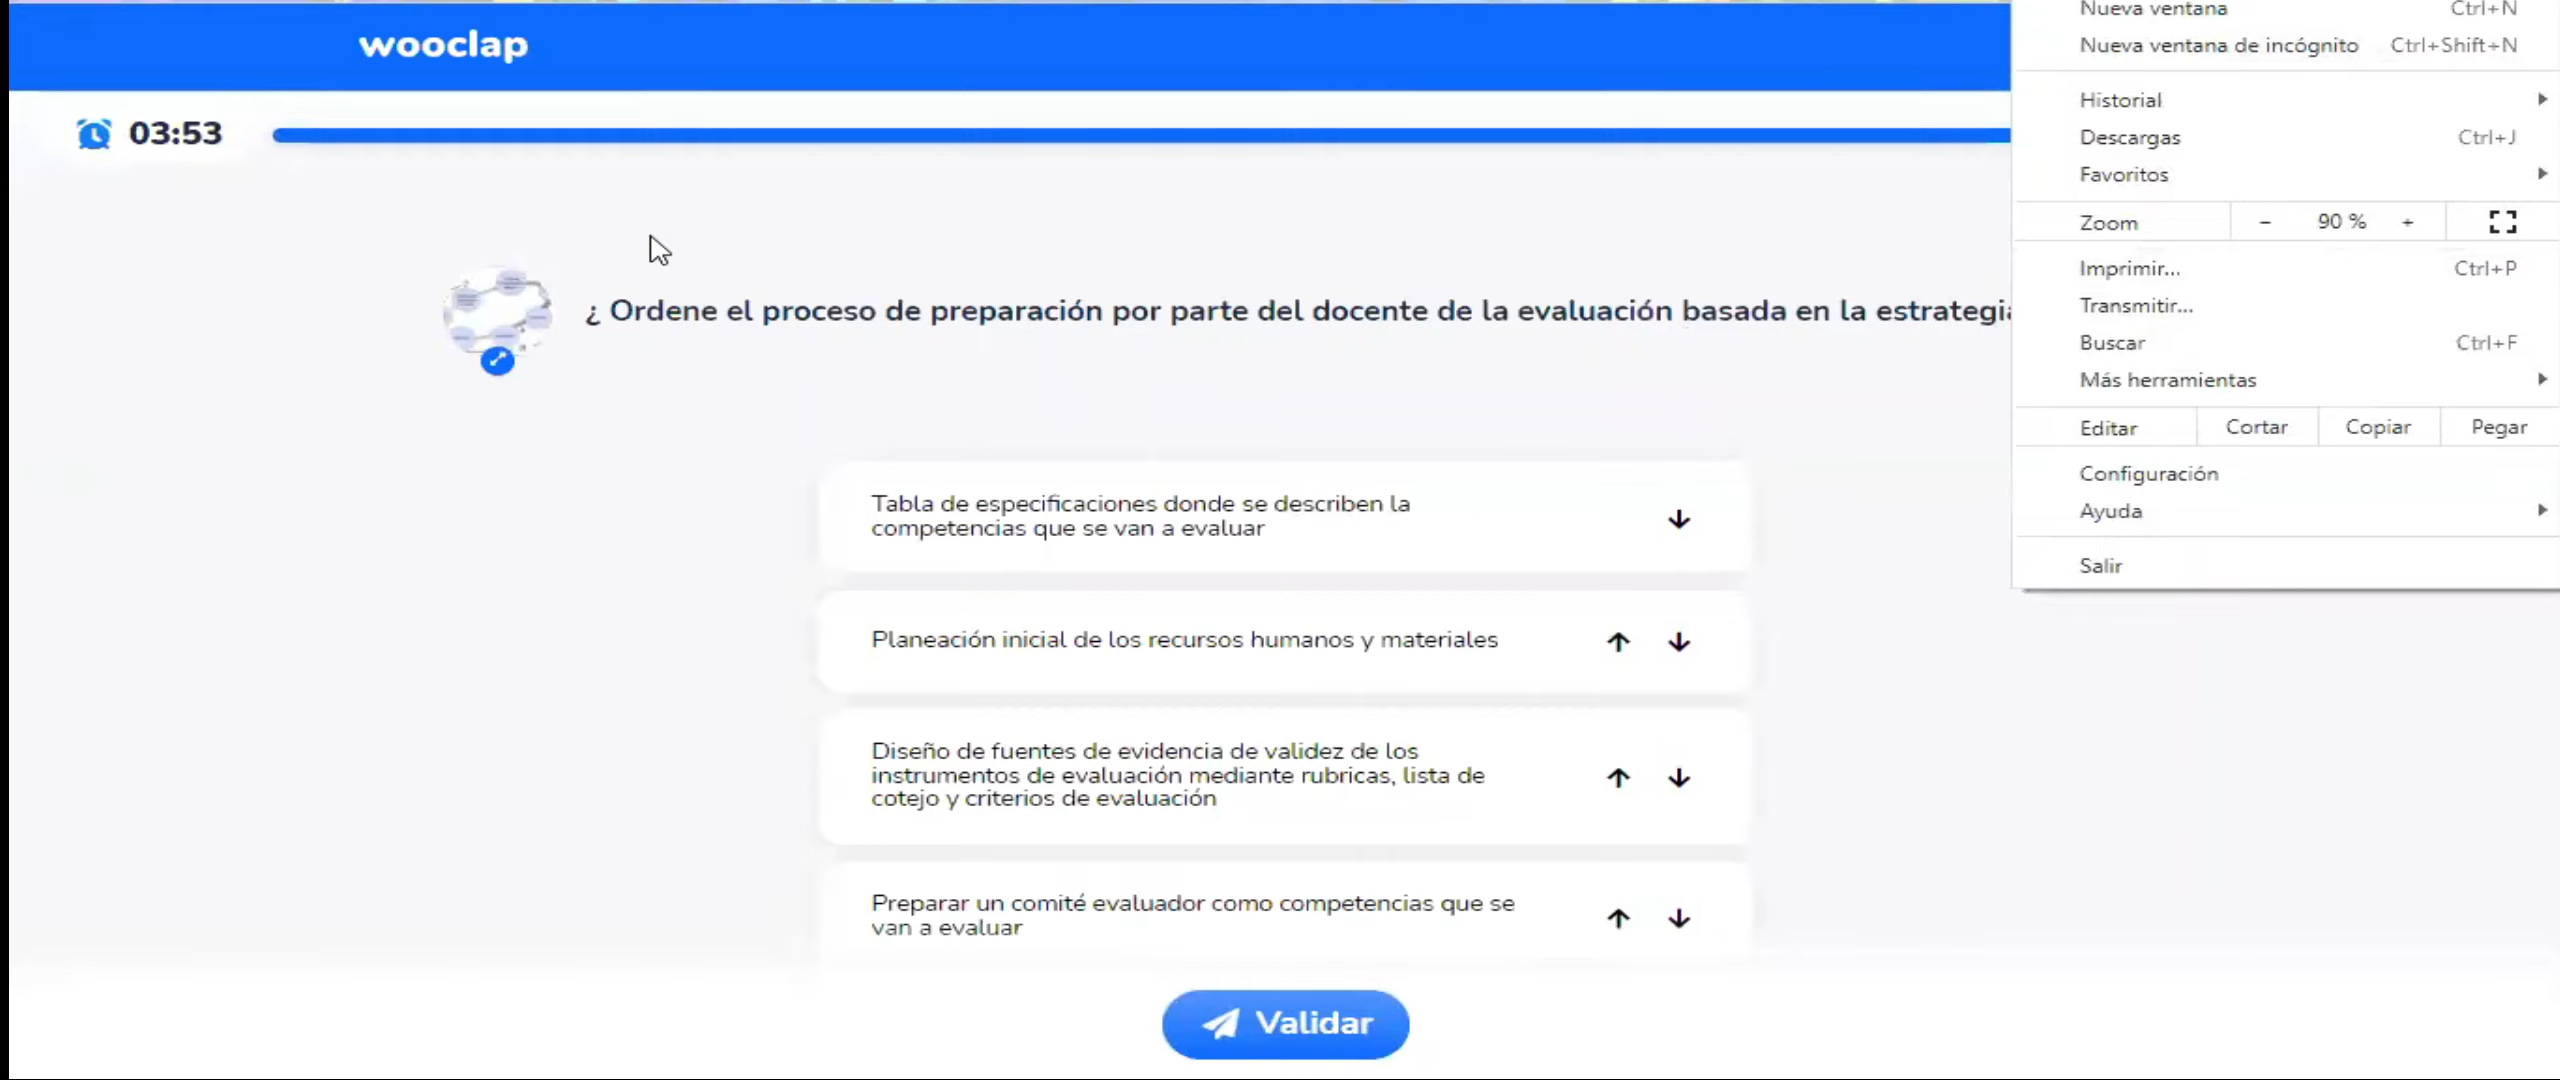 wooclap
03:53
¿ Ordene el proceso de preparación por parte del docente de la evaluación basada en la estrategia
Tabla de especificaciones donde se describen la
competencias que se van a evaluar
Planeación inicial de los recursos humanos y materiales
Diseño de fuentes de evidencia de validez de los
instrumentos de evaluación mediante rubricas, lista de
cotejo y criterios de evaluación
Preparar un comité evaluador como competencias que se
van a evaluar
Validar
Nueva ventana Ctrl+N
Nueva ventana de incógnito Ctrl+Shift+N
Historial
Descargas Ctrl+J
Favoritos
Zoom − 90 % +
Imprimir... Ctrl+P
Transmitir...
Buscar Ctrl+F
Más herramientas
Editar Cortar Copiar Pegar
Configuración
Ayuda
Salir